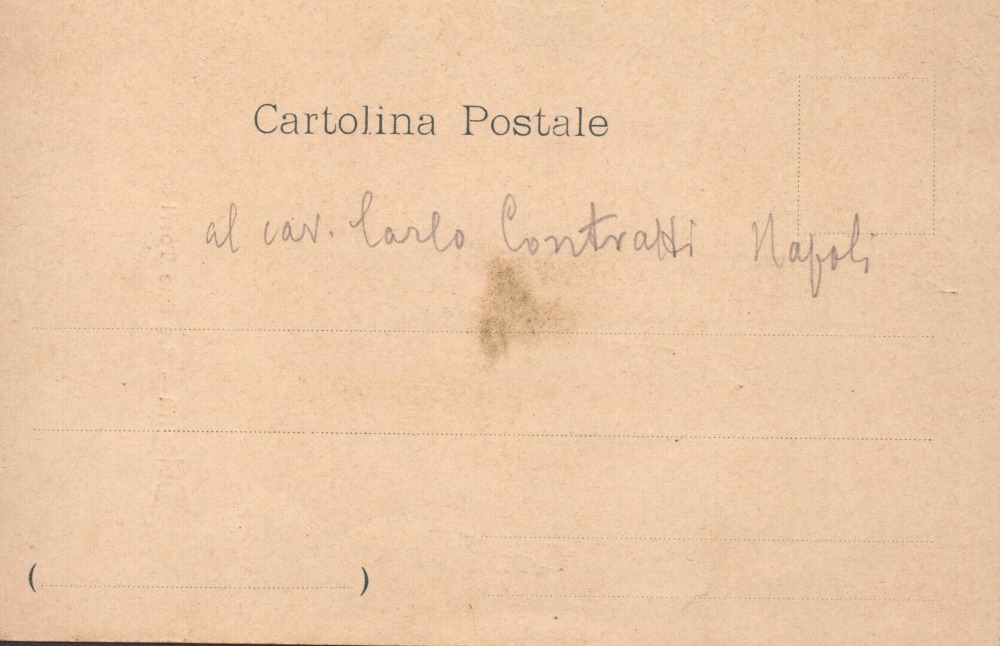 Cartolina Postale
al cav. Carlo Contratti Napoli
( )